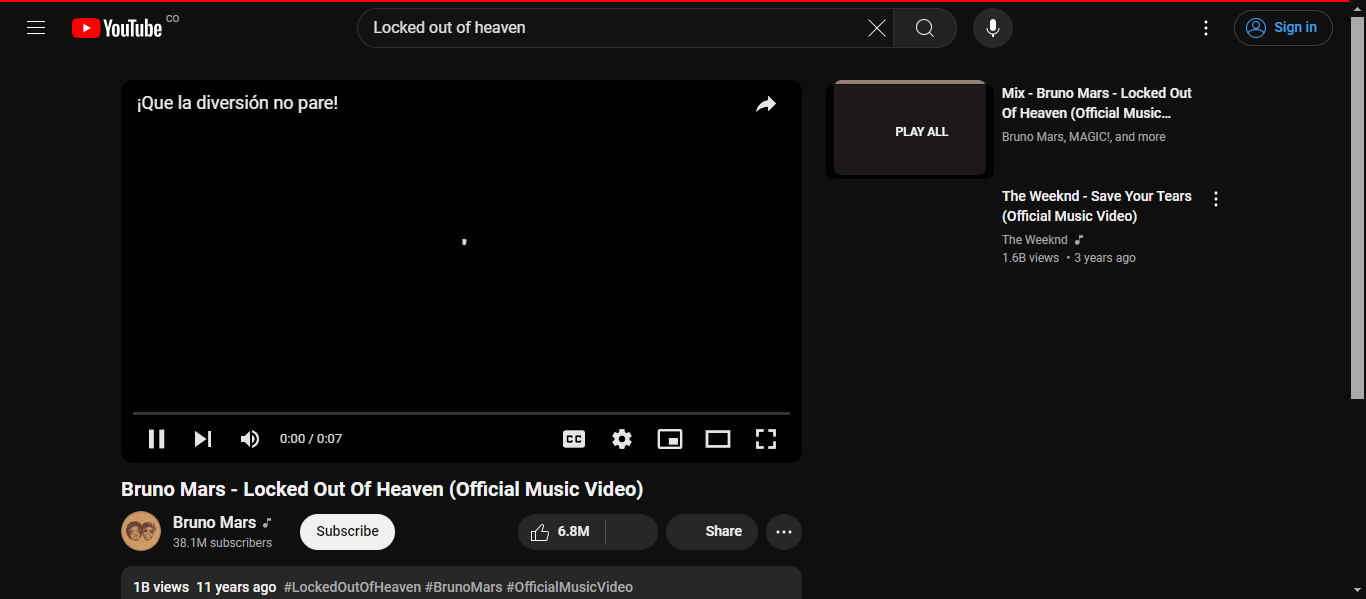 YouTube CO
Locked out of heaven
Sign in
¡Que la diversión no pare!
0:00 / 0:07
CC
Bruno Mars - Locked Out Of Heaven (Official Music Video)
Bruno Mars
38.1M subscribers
Subscribe
6.8M
Share
1B views 11 years ago #LockedOutOfHeaven #BrunoMars #OfficialMusicVideo
PLAY ALL
Mix - Bruno Mars - Locked Out
Of Heaven (Official Music...
Bruno Mars, MAGIC!, and more
The Weeknd - Save Your Tears
(Official Music Video)
The Weeknd
1.6B views • 3 years ago